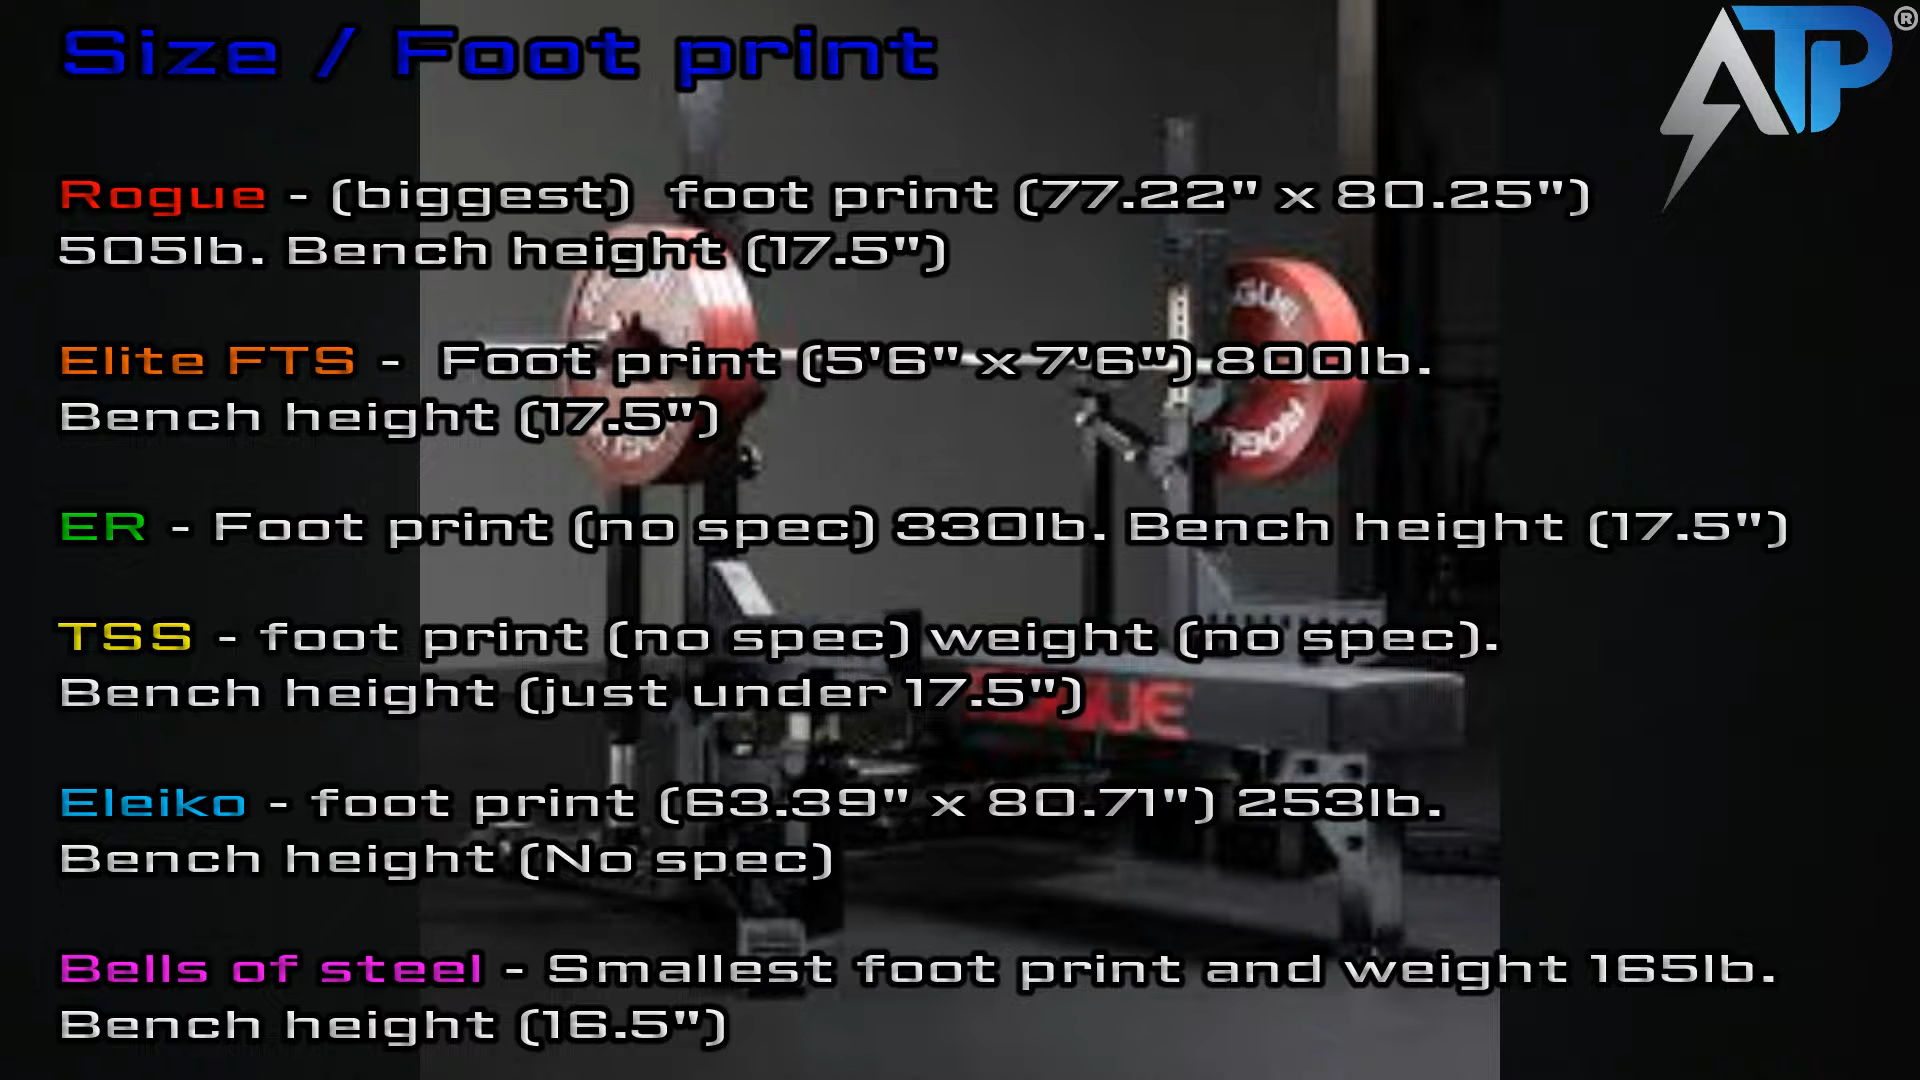 Size / Foot print
ATP®
Rogue - (biggest) foot print (77.22" x 80.25")
505lb. Bench height (17.5")
Elite FTS - Foot print (5'6" x 7'6") 800lb.
Bench height (17.5")
ER - Foot print (no spec) 330lb. Bench height (17.5")
TSS - foot print (no spec) weight (no spec).
Bench height (just under 17.5")
Eleiko - foot print (63.39" x 80.71") 253lb.
Bench height (No spec)
Bells of steel - Smallest foot print and weight 165lb.
Bench height (16.5")